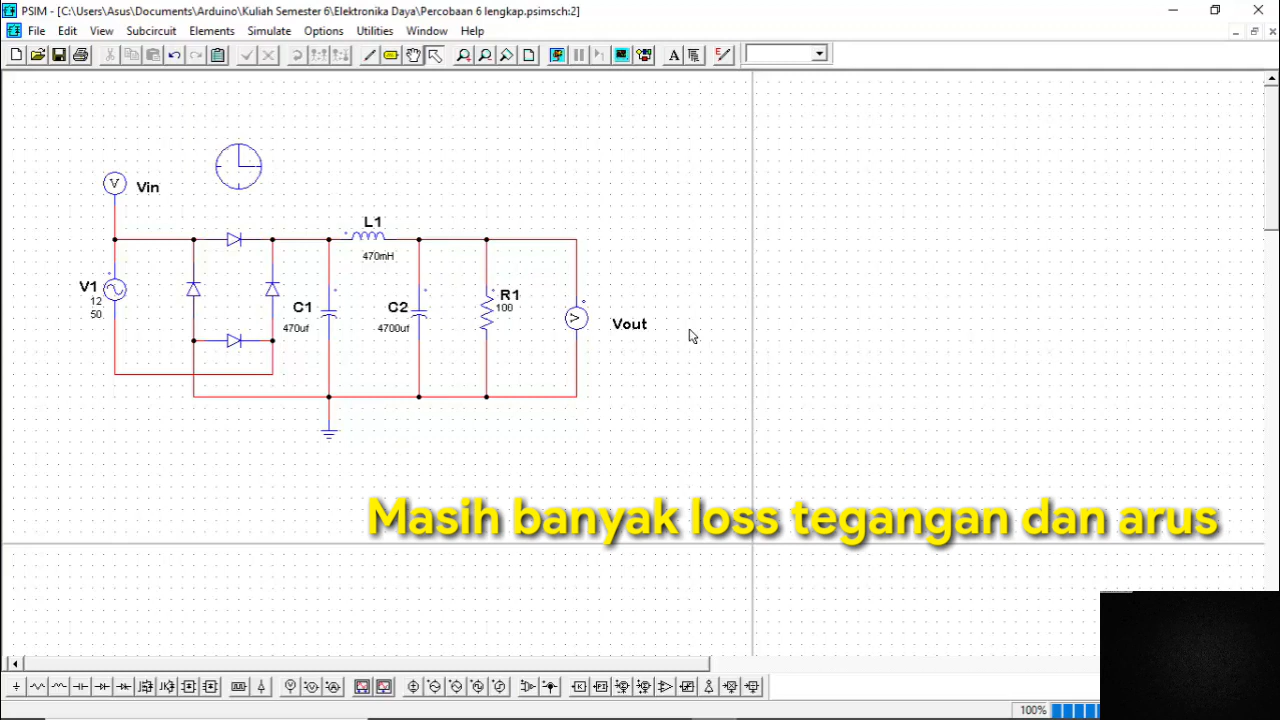 PSIM - [C:\Users\Asus\Documents\Arduino\Kuliah Semester 6\Elektronika Daya\Percobaan 6 lengkap.psimsch:2]
File Edit View Subcircuit Elements Simulate Options Utilities Window Help
V
Vin
L1
470mH
V1
12
50
C1
470uf
C2
4700uf
R1
100
V
Vout
Masih banyak loss tegangan dan arus
100%